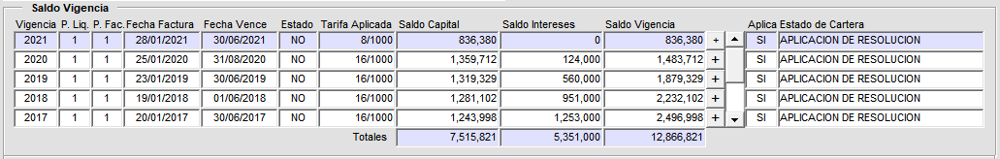 Saldo Vigencia
Vigencia P. Liq. P. Fac. Fecha Factura Fecha Vence Estado Tarifa Aplicada Saldo Capital Saldo Intereses Saldo Vigencia Aplica Estado de Cartera
2021 1 1 28/01/2021 30/06/2021 NO 8/1000 836,380 0 836,380 + SI APLICACION DE RESOLUCION
2020 1 1 25/01/2020 31/08/2020 NO 16/1000 1,359,712 124,000 1,483,712 + SI APLICACION DE RESOLUCION
2019 1 1 23/01/2019 30/06/2019 NO 16/1000 1,319,329 560,000 1,879,329 + SI APLICACION DE RESOLUCION
2018 1 1 19/01/2018 01/06/2018 NO 16/1000 1,281,102 951,000 2,232,102 + SI APLICACION DE RESOLUCION
2017 1 1 20/01/2017 30/06/2017 NO 16/1000 1,243,998 1,253,000 2,496,998 + SI APLICACION DE RESOLUCION
Totales 7,515,821 5,351,000 12,866,821